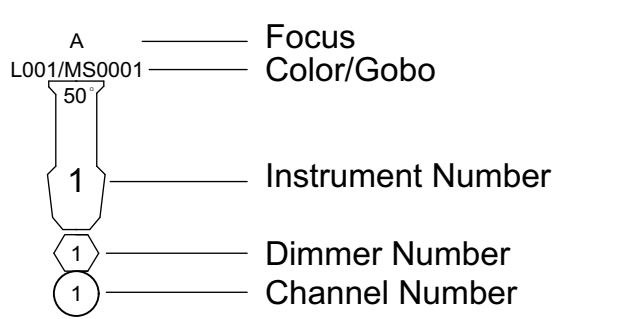 A Focus
L001/MS0001 Color/Gobo
50°
1 Instrument Number
1 Dimmer Number
1 Channel Number